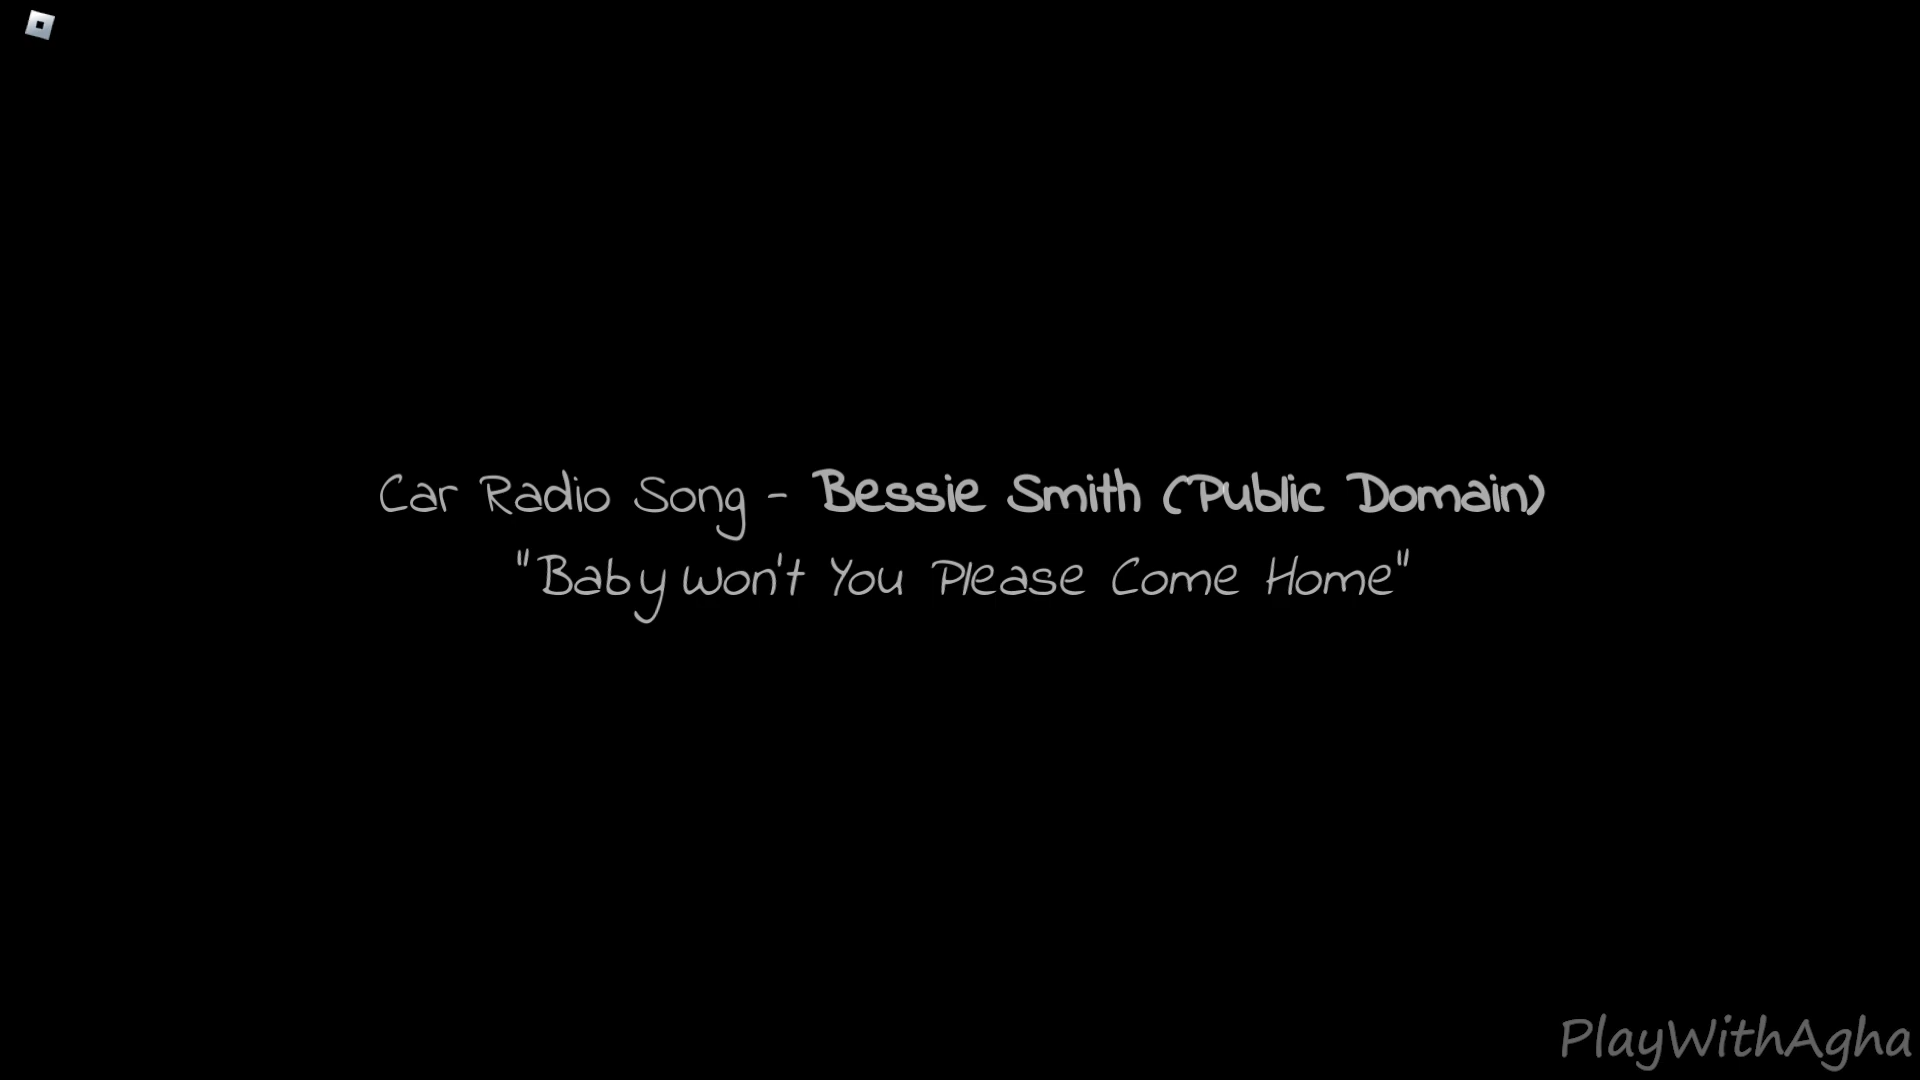 Car Radio Song - Bessie Smith (Public Domain)
"Baby Won't You Please Come Home"
PlayWithAgha